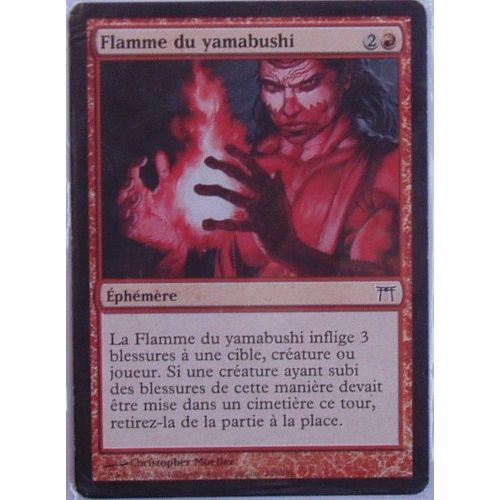 Flamme du yamabushi 2
Éphémère
La Flamme du yamabushi inflige 3
blessures à une cible, créature ou
joueur. Si une créature ayant subi
des blessures de cette manière devait
être mise dans un cimetière ce tour,
retirez-la de la partie à la place.
Christopher Moeller